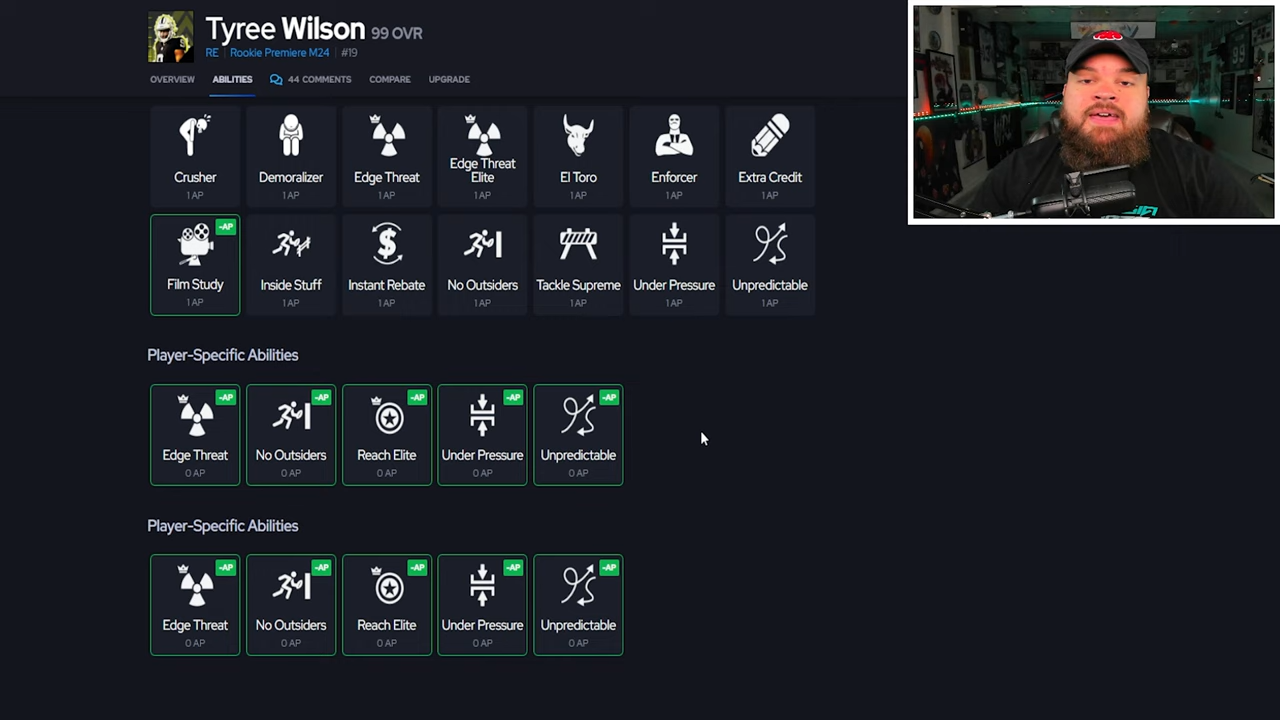 Tyree Wilson 99 OVR
RE Rookie Premiere M24 #19
OVERVIEW ABILITIES 44 COMMENTS COMPARE UPGRADE
Crusher
1 AP
Demoralizer
1 AP
Edge Threat
1 AP
Edge Threat
Elite
1 AP
El Toro
1 AP
Enforcer
1 AP
Extra Credit
1 AP
-AP
Film Study
1 AP
Inside Stuff
1 AP
Instant Rebate
1 AP
No Outsiders
1 AP
Tackle Supreme
1 AP
Under Pressure
1 AP
Unpredictable
1 AP
Player-Specific Abilities
-AP
Edge Threat
0 AP
-AP
No Outsiders
0 AP
-AP
Reach Elite
0 AP
-AP
Under Pressure
0 AP
-AP
Unpredictable
0 AP
Player-Specific Abilities
-AP
Edge Threat
0 AP
-AP
No Outsiders
0 AP
-AP
Reach Elite
0 AP
-AP
Under Pressure
0 AP
-AP
Unpredictable
0 AP